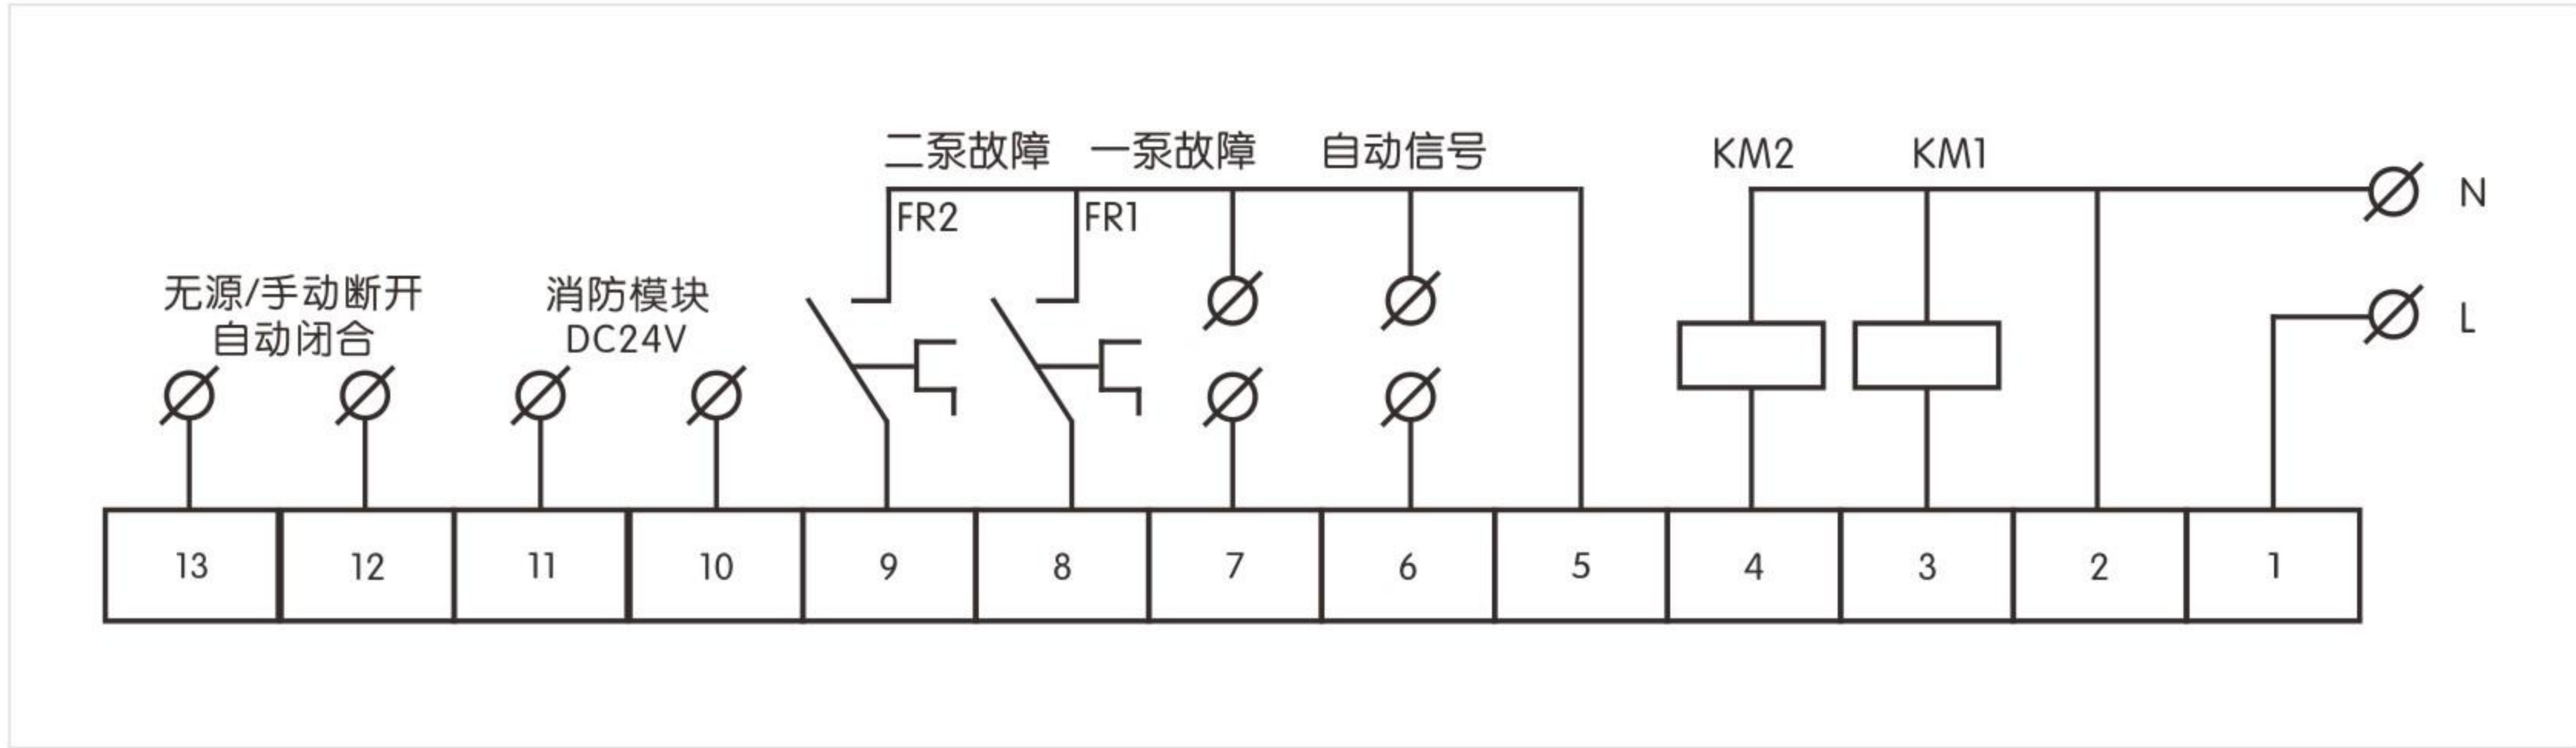 二泵故障 一泵故障 自动信号 KM2 KM1
N
FR2 FR1
无源/手动断开 消防模块 L
自动闭合 DC24V
13 12 11 10 9 8 7 6 5 4 3 2 1